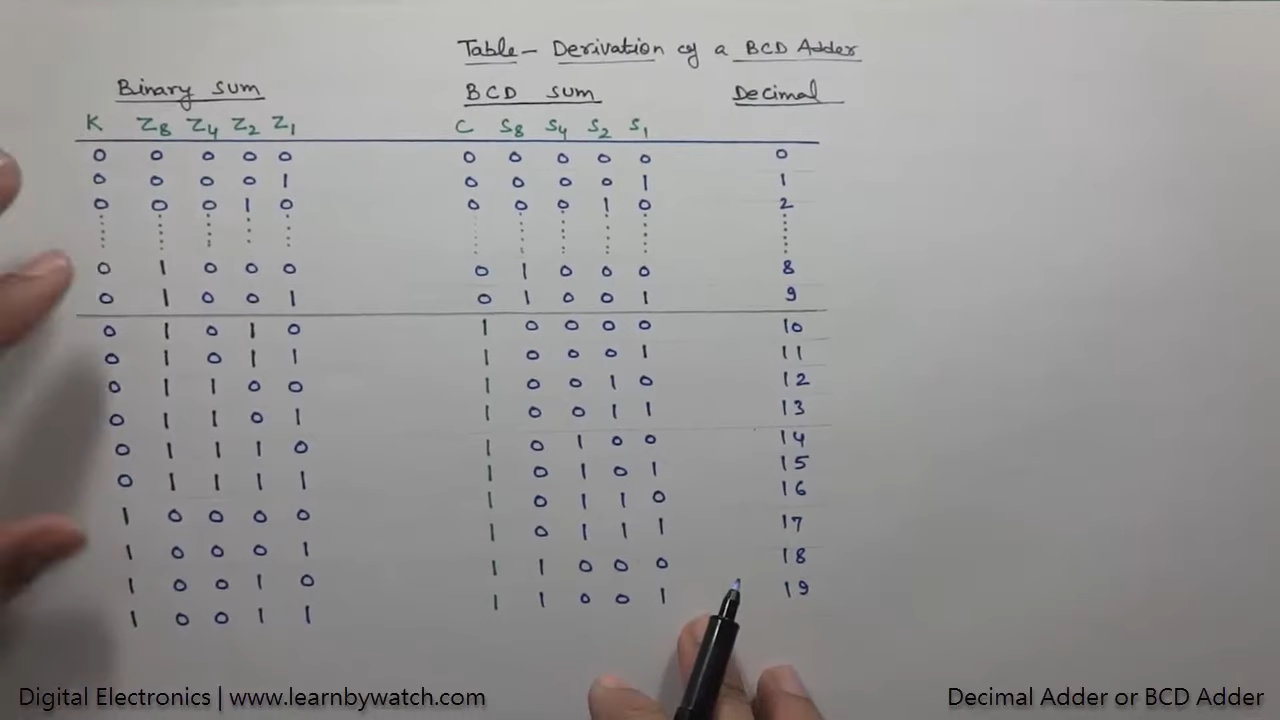 Table - Derivation of a BCD Adder
Binary Sum BCD Sum Decimal
K Z8 Z4 Z2 Z1 C S8 S4 S2 S1
0 0 0 0 0 0 0 0 0 0 0
0 0 0 0 1 0 0 0 0 1 1
0 0 0 1 0 0 0 0 1 0 2
0 1 0 0 0 0 1 0 0 0 8
0 1 0 0 1 0 1 0 0 1 9
0 1 0 1 0 1 0 0 0 0 10
0 1 0 1 1 1 0 0 0 1 11
0 1 1 0 0 1 0 0 1 0 12
0 1 1 0 1 1 0 0 1 1 13
0 1 1 1 0 1 0 1 0 0 14
0 1 1 1 1 1 0 1 0 1 15
1 0 0 0 0 1 0 1 1 0 16
1 0 0 0 1 1 0 1 1 1 17
1 0 0 1 0 1 1 0 0 0 18
1 0 0 1 1 1 1 0 0 1 19
Digital Electronics | www.learnbywatch.com
Decimal Adder or BCD Adder